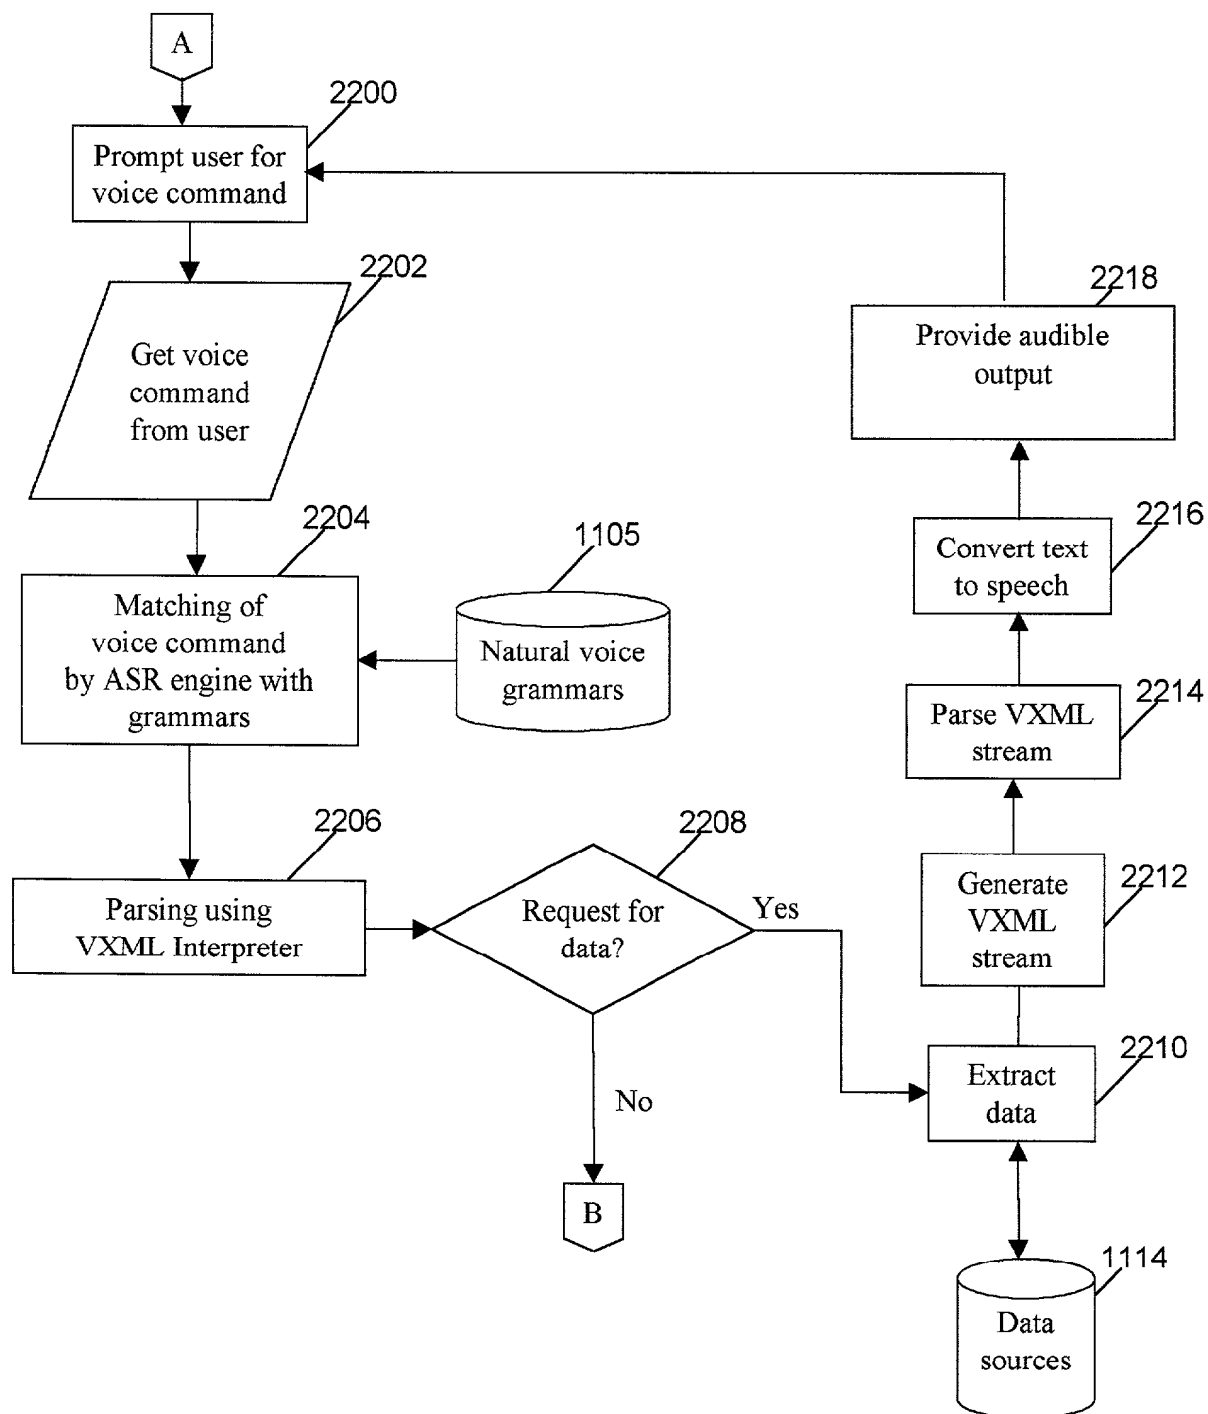 A
2200
Prompt user for
voice command
2202
Get voice
command
from user
2218
Provide audible
output
2204
Matching of
voice command
by ASR engine with
grammars
1105
Natural voice
grammars
2216
Convert text
to speech
2214
Parse VXML
stream
2206
Parsing using
VXML Interpreter
2208
Request for
data?
Yes
No
B
2212
Generate
VXML
stream
2210
Extract
data
1114
Data
sources